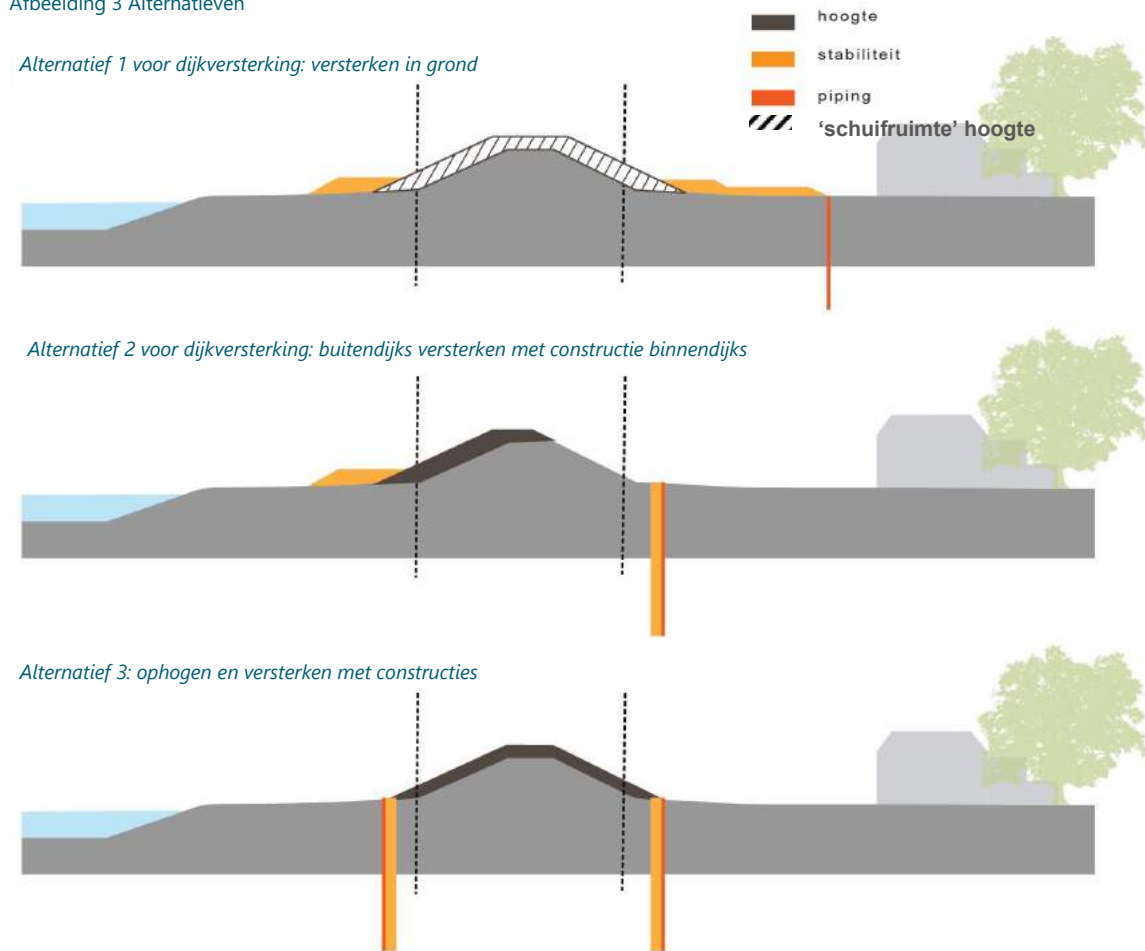 Afbeelding 3 Alternatieven
hoogte
stabiliteit
piping
‘schuifruimte’ hoogte
Alternatief 1 voor dijkversterking: versterken in grond
Alternatief 2 voor dijkversterking: buitendijks versterken met constructie binnendijks
Alternatief 3: ophogen en versterken met constructies